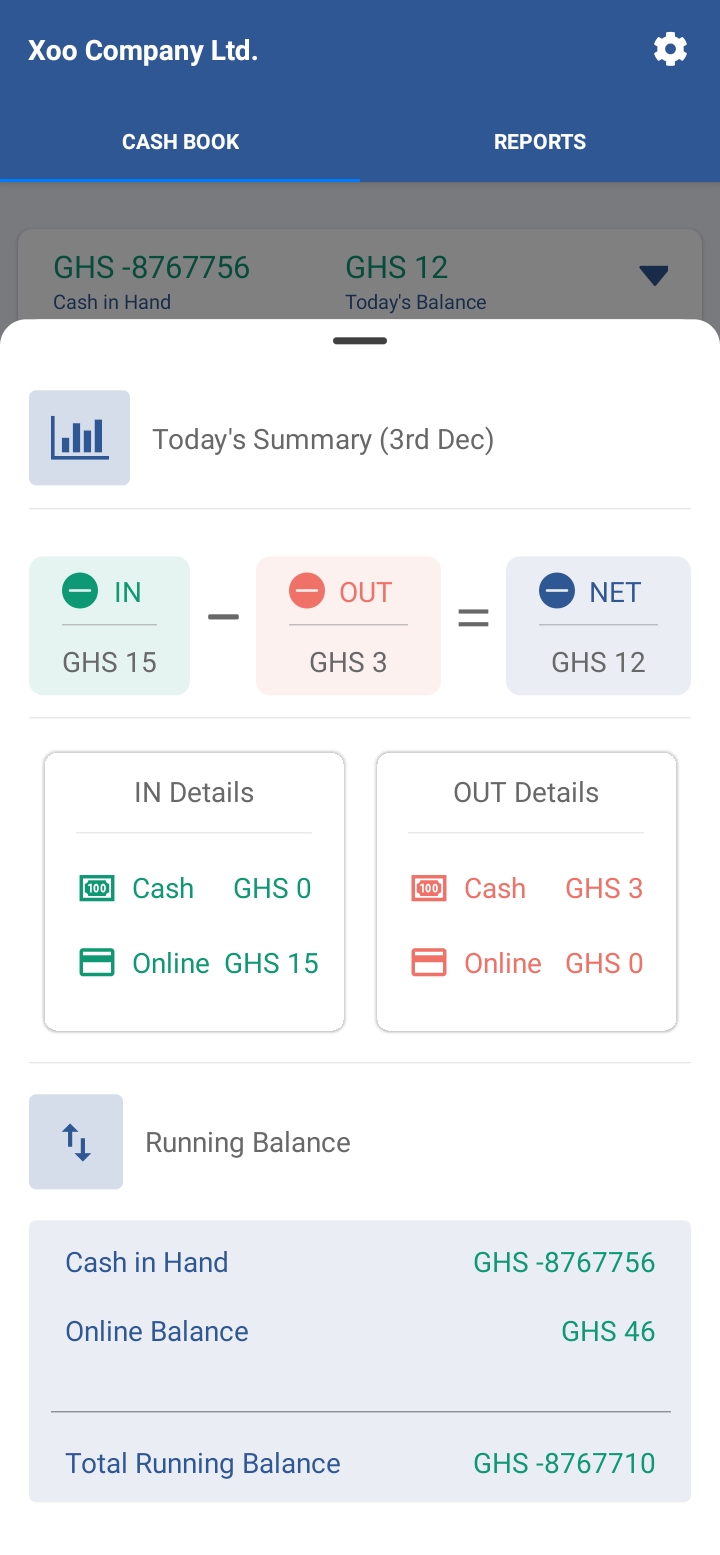 Xoo Company Ltd.
CASH BOOK REPORTS
GHS -8767756 GHS 12
Cash in Hand Today's Balance
Today's Summary (3rd Dec)
IN OUT NET
GHS 15 GHS 3 GHS 12
IN Details OUT Details
100 Cash GHS 0 100 Cash GHS 3
Online GHS 15 Online GHS 0
Running Balance
Cash in Hand GHS -8767756
Online Balance GHS 46
Total Running Balance GHS -8767710